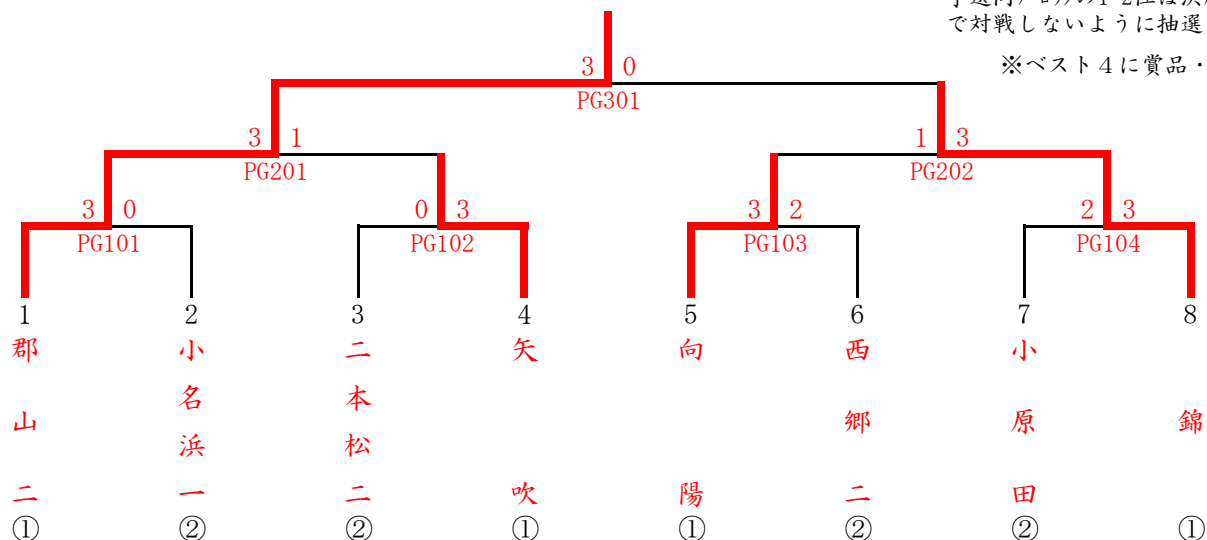 で対戦しないように抽選
※ベスト4に賞品・
3 0
PG301
3 1
PG201
1 3
PG202
3 0
PG101
0 3
PG102
3 2
PG103
2 3
PG104
1 2 3 4 5 6 7 8
郡山二
小名浜一
二本松二
矢吹
向陽
西郷二
小原田
錦
① ② ② ① ① ② ② ①